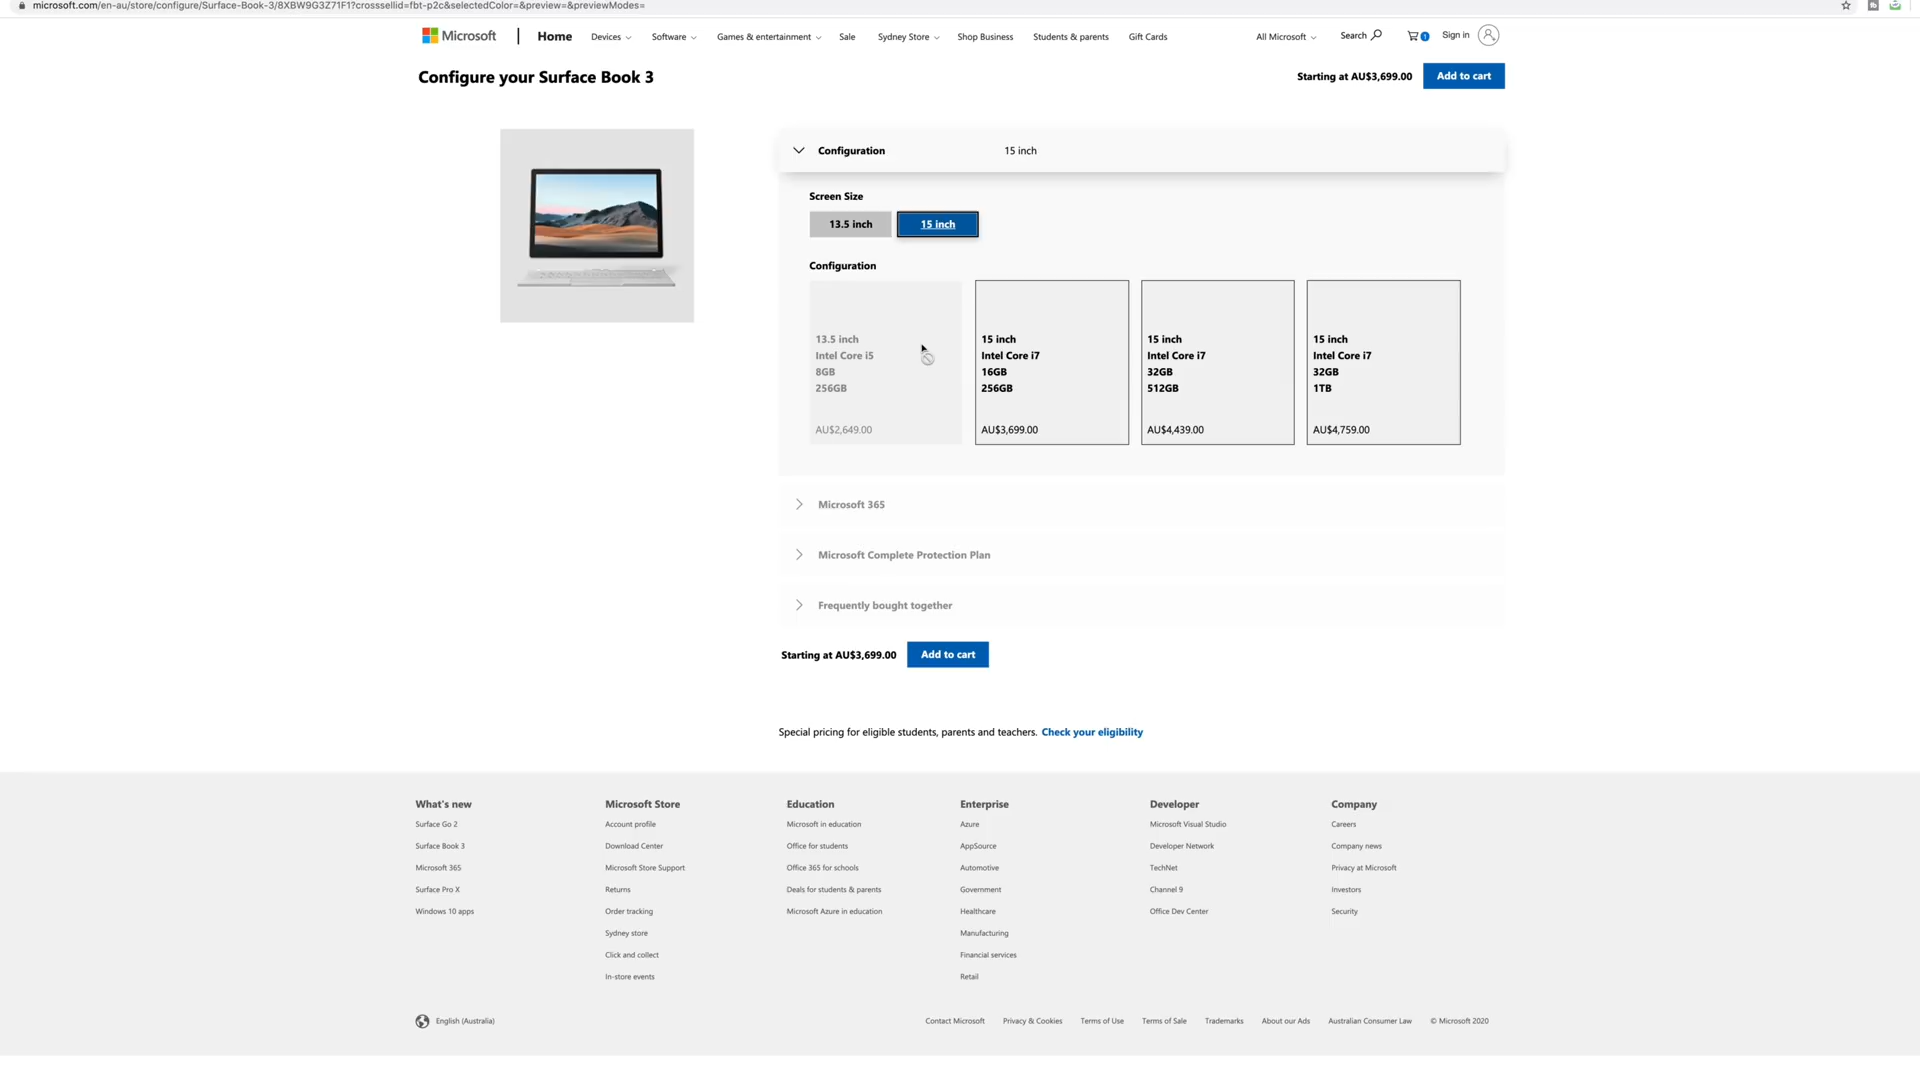 microsoft.com/en-au/store/configure/Surface-Book-3/8XBW9G3Z71F1?crosssellid=fbt-p2c&selectedColor=&preview=&previewModes=
Microsoft Home Devices Software Games & entertainment Sale Sydney Store Shop Business Students & parents Gift Cards All Microsoft Search 1 Sign in
Configure your Surface Book 3 Starting at AU$3,699.00 Add to cart
Configuration 15 inch
Screen Size
13.5 inch 15 inch
Configuration
13.5 inch
Intel Core i5
8GB
256GB
AU$2,649.00
15 inch
Intel Core i7
16GB
256GB
AU$3,699.00
15 inch
Intel Core i7
32GB
512GB
AU$4,439.00
15 inch
Intel Core i7
32GB
1TB
AU$4,759.00
Microsoft 365
Microsoft Complete Protection Plan
Frequently bought together
Starting at AU$3,699.00 Add to cart
Special pricing for eligible students, parents and teachers. Check your eligibility
What's new
Surface Go 2
Surface Book 3
Microsoft 365
Surface Pro X
Windows 10 apps
Microsoft Store
Account profile
Download Center
Microsoft Store Support
Returns
Order tracking
Sydney store
Click and collect
In-store events
Education
Microsoft in education
Office for students
Office 365 for schools
Deals for students & parents
Microsoft Azure in education
Enterprise
Azure
AppSource
Automotive
Government
Healthcare
Manufacturing
Financial services
Retail
Developer
Microsoft Visual Studio
Developer Network
TechNet
Channel 9
Office Dev Center
Company
Careers
Company news
Privacy at Microsoft
Investors
Security
English (Australia) Contact Microsoft Privacy & Cookies Terms of Use Terms of Sale Trademarks About our Ads Australian Consumer Law © Microsoft 2020